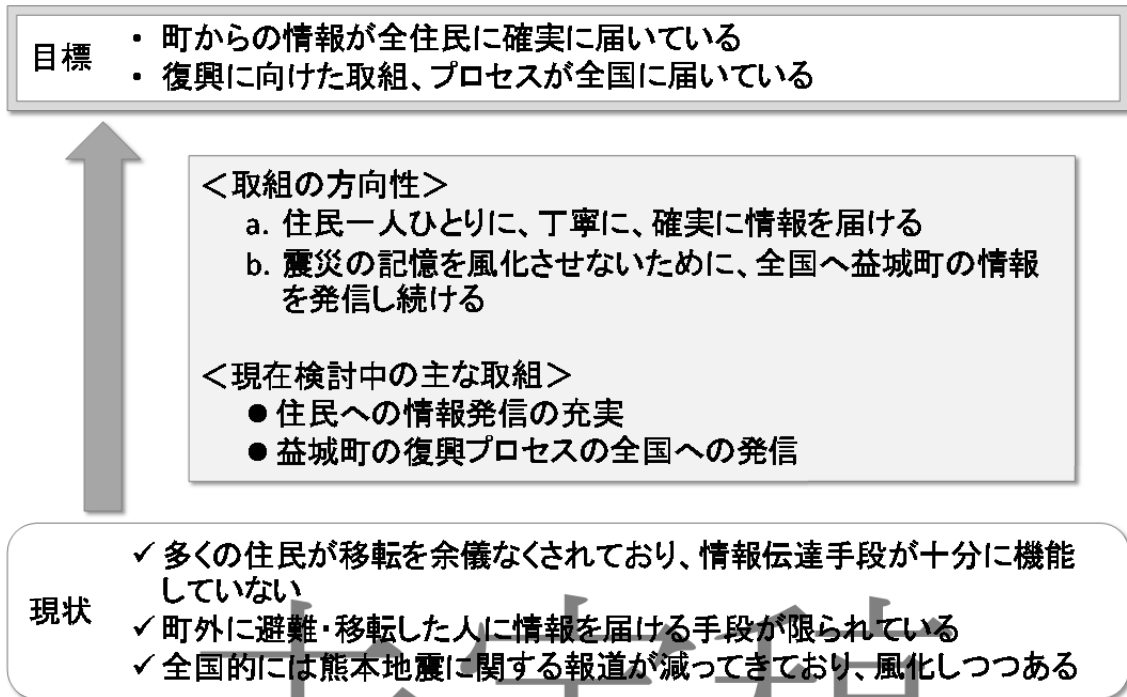 目標
・ 町からの情報が全住民に確実に届いている
・ 復興に向けた取組、プロセスが全国に届いている
＜取組の方向性＞
a. 住民一人ひとりに、丁寧に、確実に情報を届ける
b. 震災の記憶を風化させないために、全国へ益城町の情報
を発信し続ける
＜現在検討中の主な取組＞
● 住民への情報発信の充実
● 益城町の復興プロセスの全国への発信
現状
✓ 多くの住民が移転を余儀なくされており、情報伝達手段が十分に機能
していない
✓ 町外に避難・移転した人に情報を届ける手段が限られている
✓ 全国的には熊本地震に関する報道が減ってきており、風化しつつある